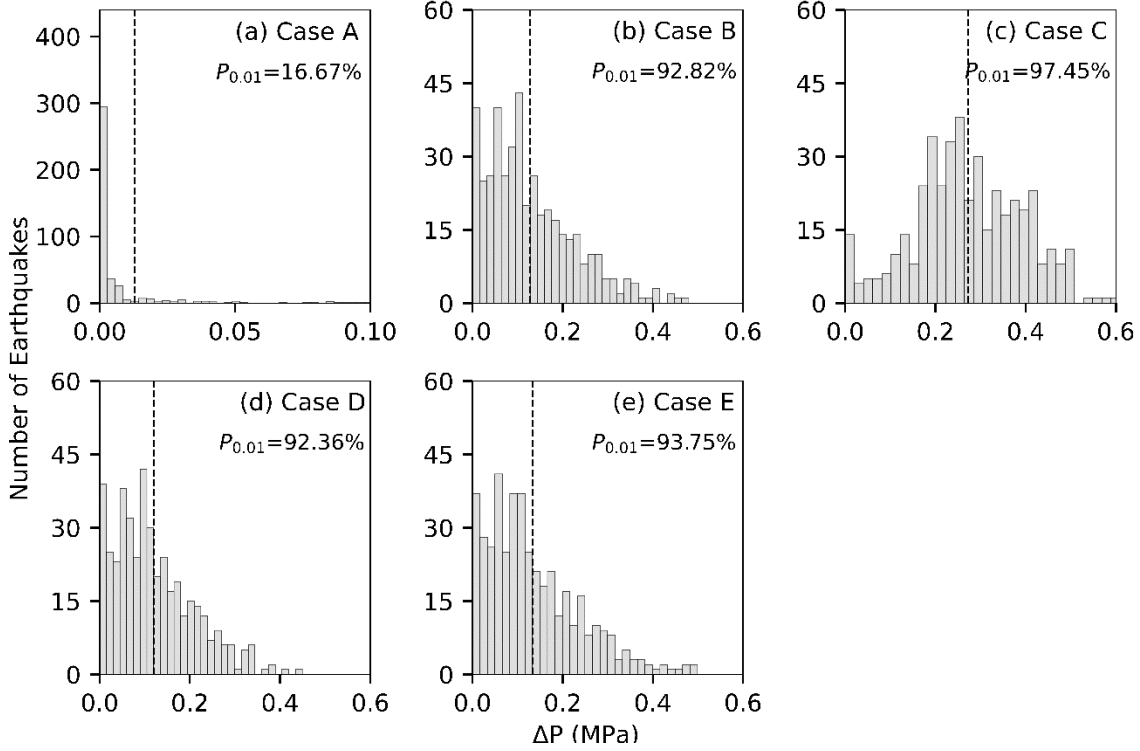 (a) Case A
P0.01=16.67%
400
300
200
100
0
0.00 0.05 0.10
(b) Case B
P0.01=92.82%
60
45
30
15
0
0.0 0.2 0.4 0.6
(c) Case C
P0.01=97.45%
60
45
30
15
0
0.0 0.2 0.4 0.6
Number of Earthquakes
(d) Case D
P0.01=92.36%
60
45
30
15
0
0.0 0.2 0.4 0.6
(e) Case E
P0.01=93.75%
60
45
30
15
0
0.0 0.2 0.4 0.6
ΔP (MPa)